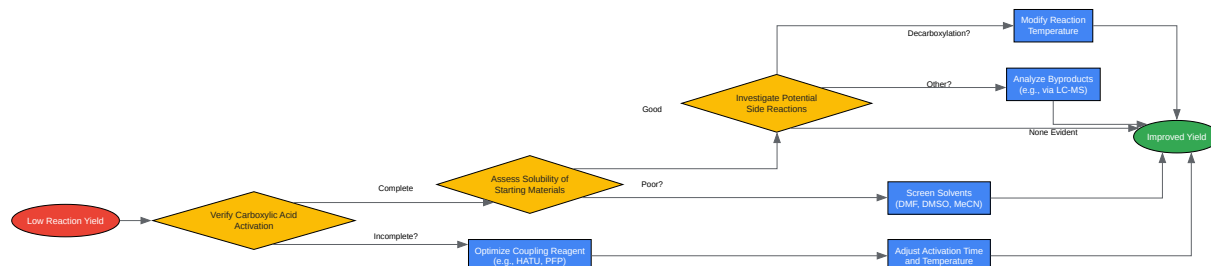 Low Reaction Yield
Verify Carboxylic Acid
Activation
Complete
Incomplete?
Assess Solubility of
Starting Materials
Optimize Coupling Reagent
(e.g., HATU, PFP)
Good
Poor?
Investigate Potential
Side Reactions
Screen Solvents
(DMF, DMSO, MeCN)
Adjust Activation Time
and Temperature
Decarboxylation?
Other?
None Evident
Modify Reaction
Temperature
Analyze Byproducts
(e.g., via LC-MS)
Improved Yield